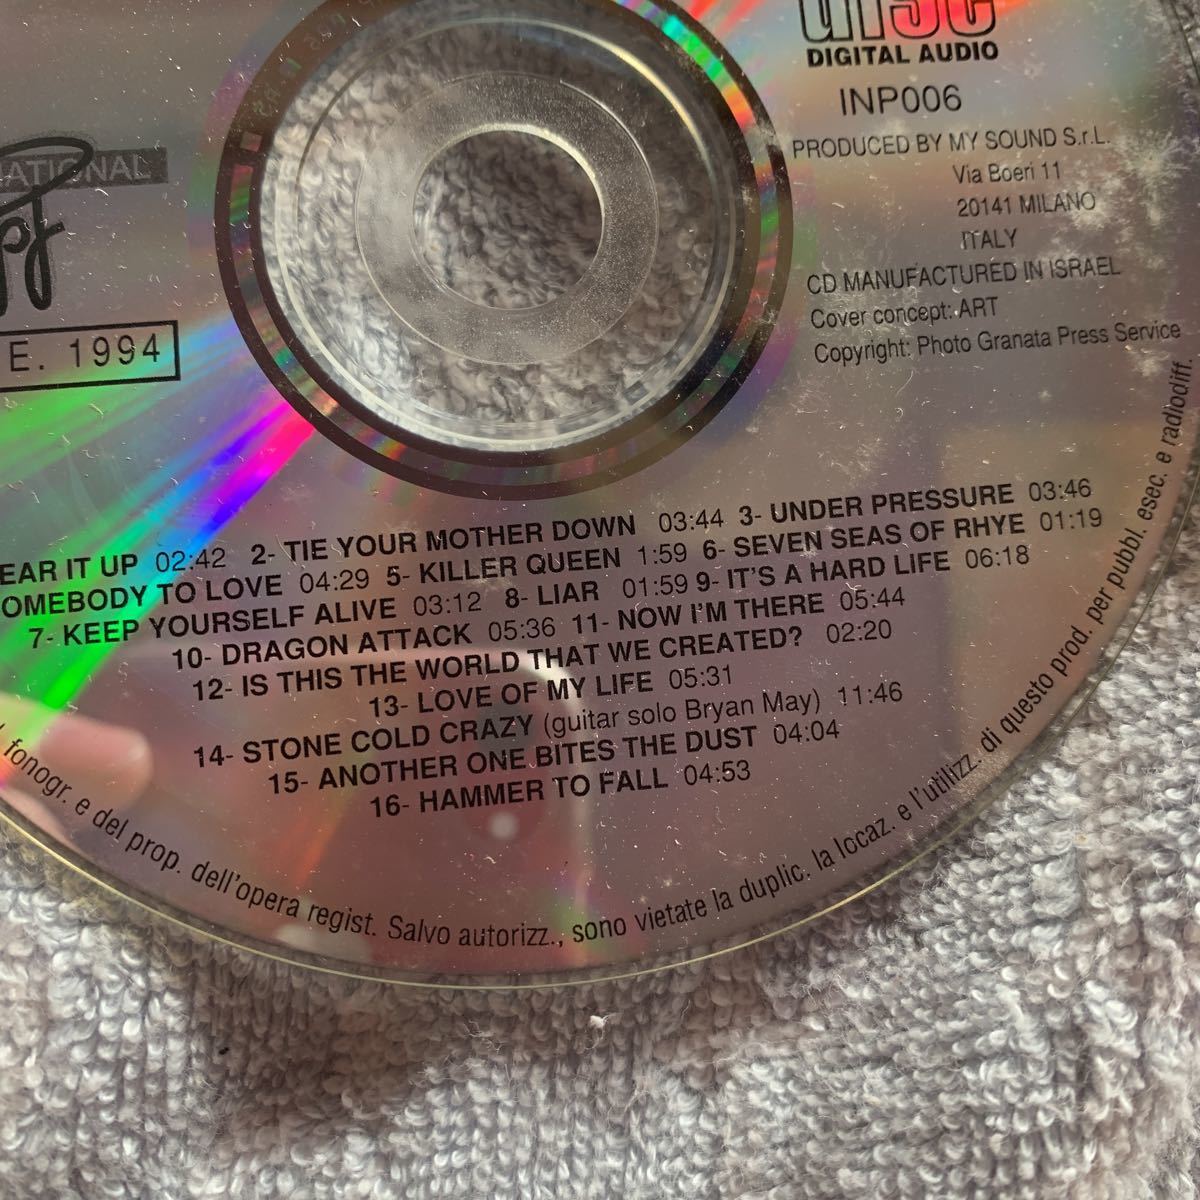 DIGITAL AUDIO
INP006
PRODUCED BY MY SOUND S.r.L.
Via Boeri 11
20141 MILANO
ITALY
CD MANUFACTURED IN ISRAEL
Cover concept: ART
Copyright: Photo Granata Press Service
E. 1994
EAR IT UP 02:42 2- TIE YOUR MOTHER DOWN 03:44 3- UNDER PRESSURE 03:46
OMEBODY TO LOVE 04:29 5- KILLER QUEEN 1:59 6- SEVEN SEAS OF RHYE 01:19
7- KEEP YOURSELF ALIVE 03:12 8- LIAR 01:59 9- IT'S A HARD LIFE 06:18
10- DRAGON ATTACK 05:36 11- NOW I'M THERE 05:44
12- IS THIS THE WORLD THAT WE CREATED? 02:20
13- LOVE OF MY LIFE 05:31
14- STONE COLD CRAZY (guitar solo Bryan May) 11:46
15- ANOTHER ONE BITES THE DUST 04:04
16- HAMMER TO FALL 04:53
fonogr. e del prop. dell'opera regist. Salvo autorizz., sono vietate la duplic. la locaz. e l'utilizz. di questo prod. per pubbl. esec. e radiodiff.